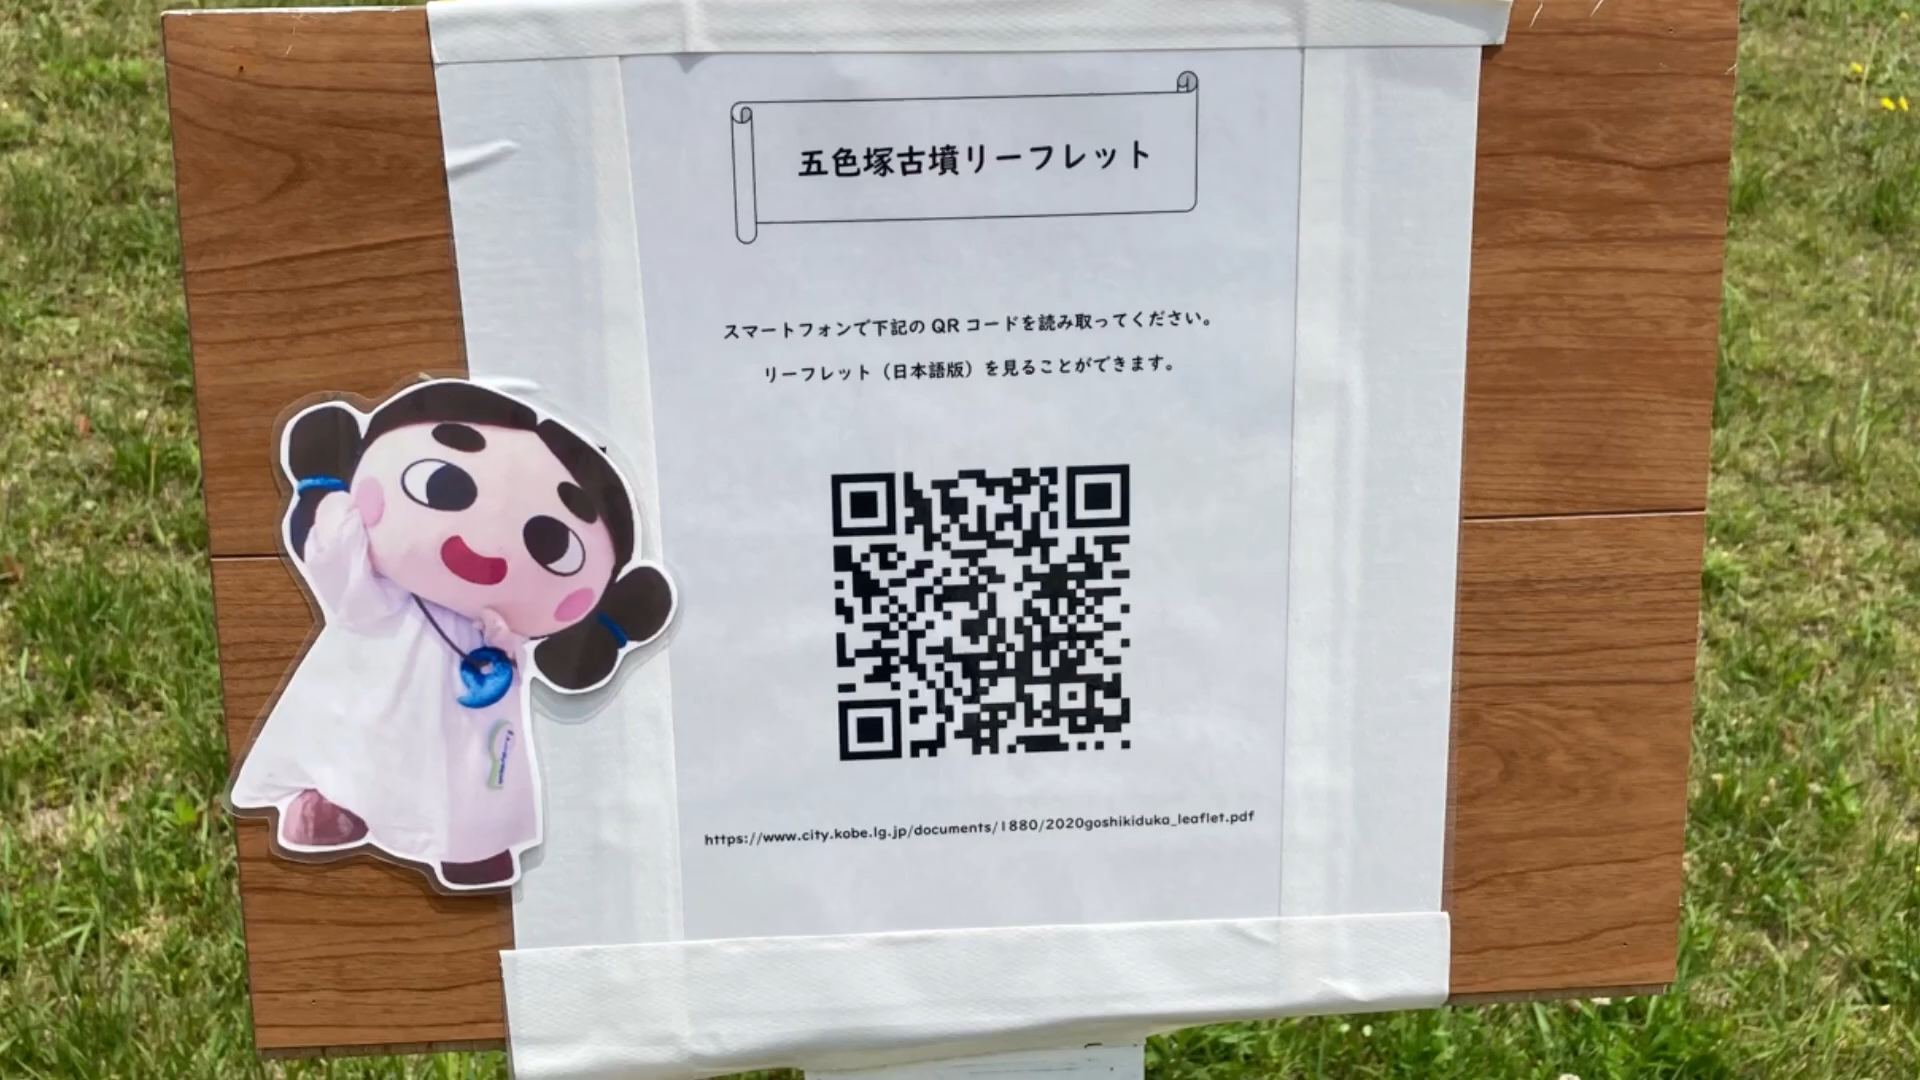 五色塚古墳リーフレット
スマートフォンで下記の QR コードを読み取ってください。
リーフレット（日本語版）を見ることができます。
https://www.city.kobe.lg.jp/documents/1880/2020goshikiduka_leaflet.pdf